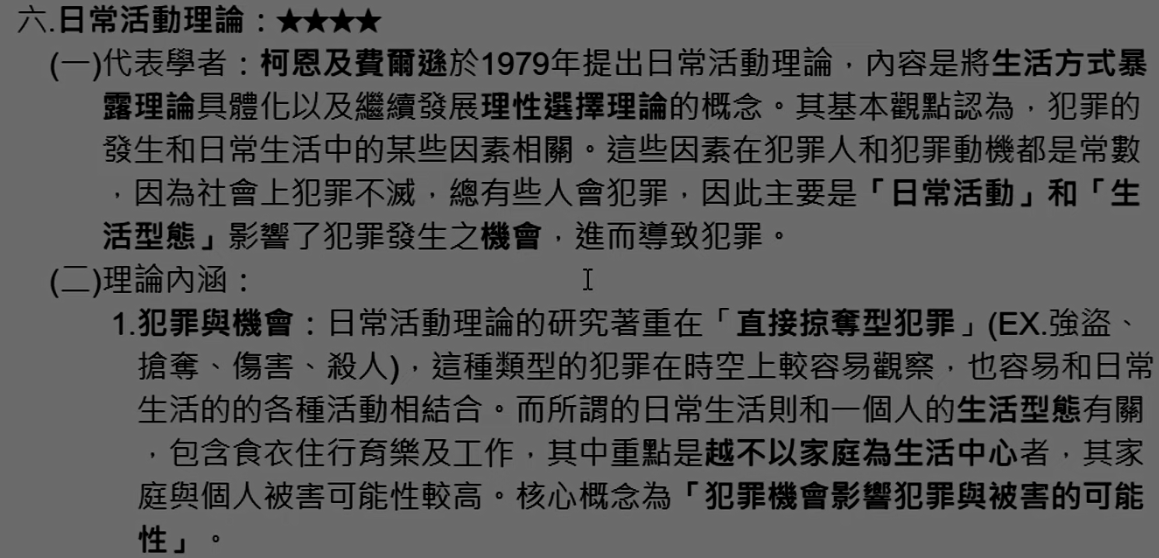 六.日常活動理論：★★★★
(一)代表學者：柯恩及費爾遜於1979年提出日常活動理論，內容是將生活方式暴
露理論具體化以及繼續發展理性選擇理論的概念。其基本觀點認為，犯罪的
發生和日常生活中的某些因素相關。這些因素在犯罪人和犯罪動機都是常數
，因為社會上犯罪不滅，總有些人會犯罪，因此主要是「日常活動」和「生
活型態」影響了犯罪發生之機會，進而導致犯罪。
(二)理論內涵：
1.犯罪與機會：日常活動理論的研究著重在「直接掠奪型犯罪」(EX.強盜、
搶奪、傷害、殺人)，這種類型的犯罪在時空上較容易觀察，也容易和日常
生活的的各種活動相結合。而所謂的日常生活則和一個人的生活型態有關
，包含食衣住行育樂及工作，其中重點是越不以家庭為生活中心者，其家
庭與個人被害可能性較高。核心概念為「犯罪機會影響犯罪與被害的可能
性」。